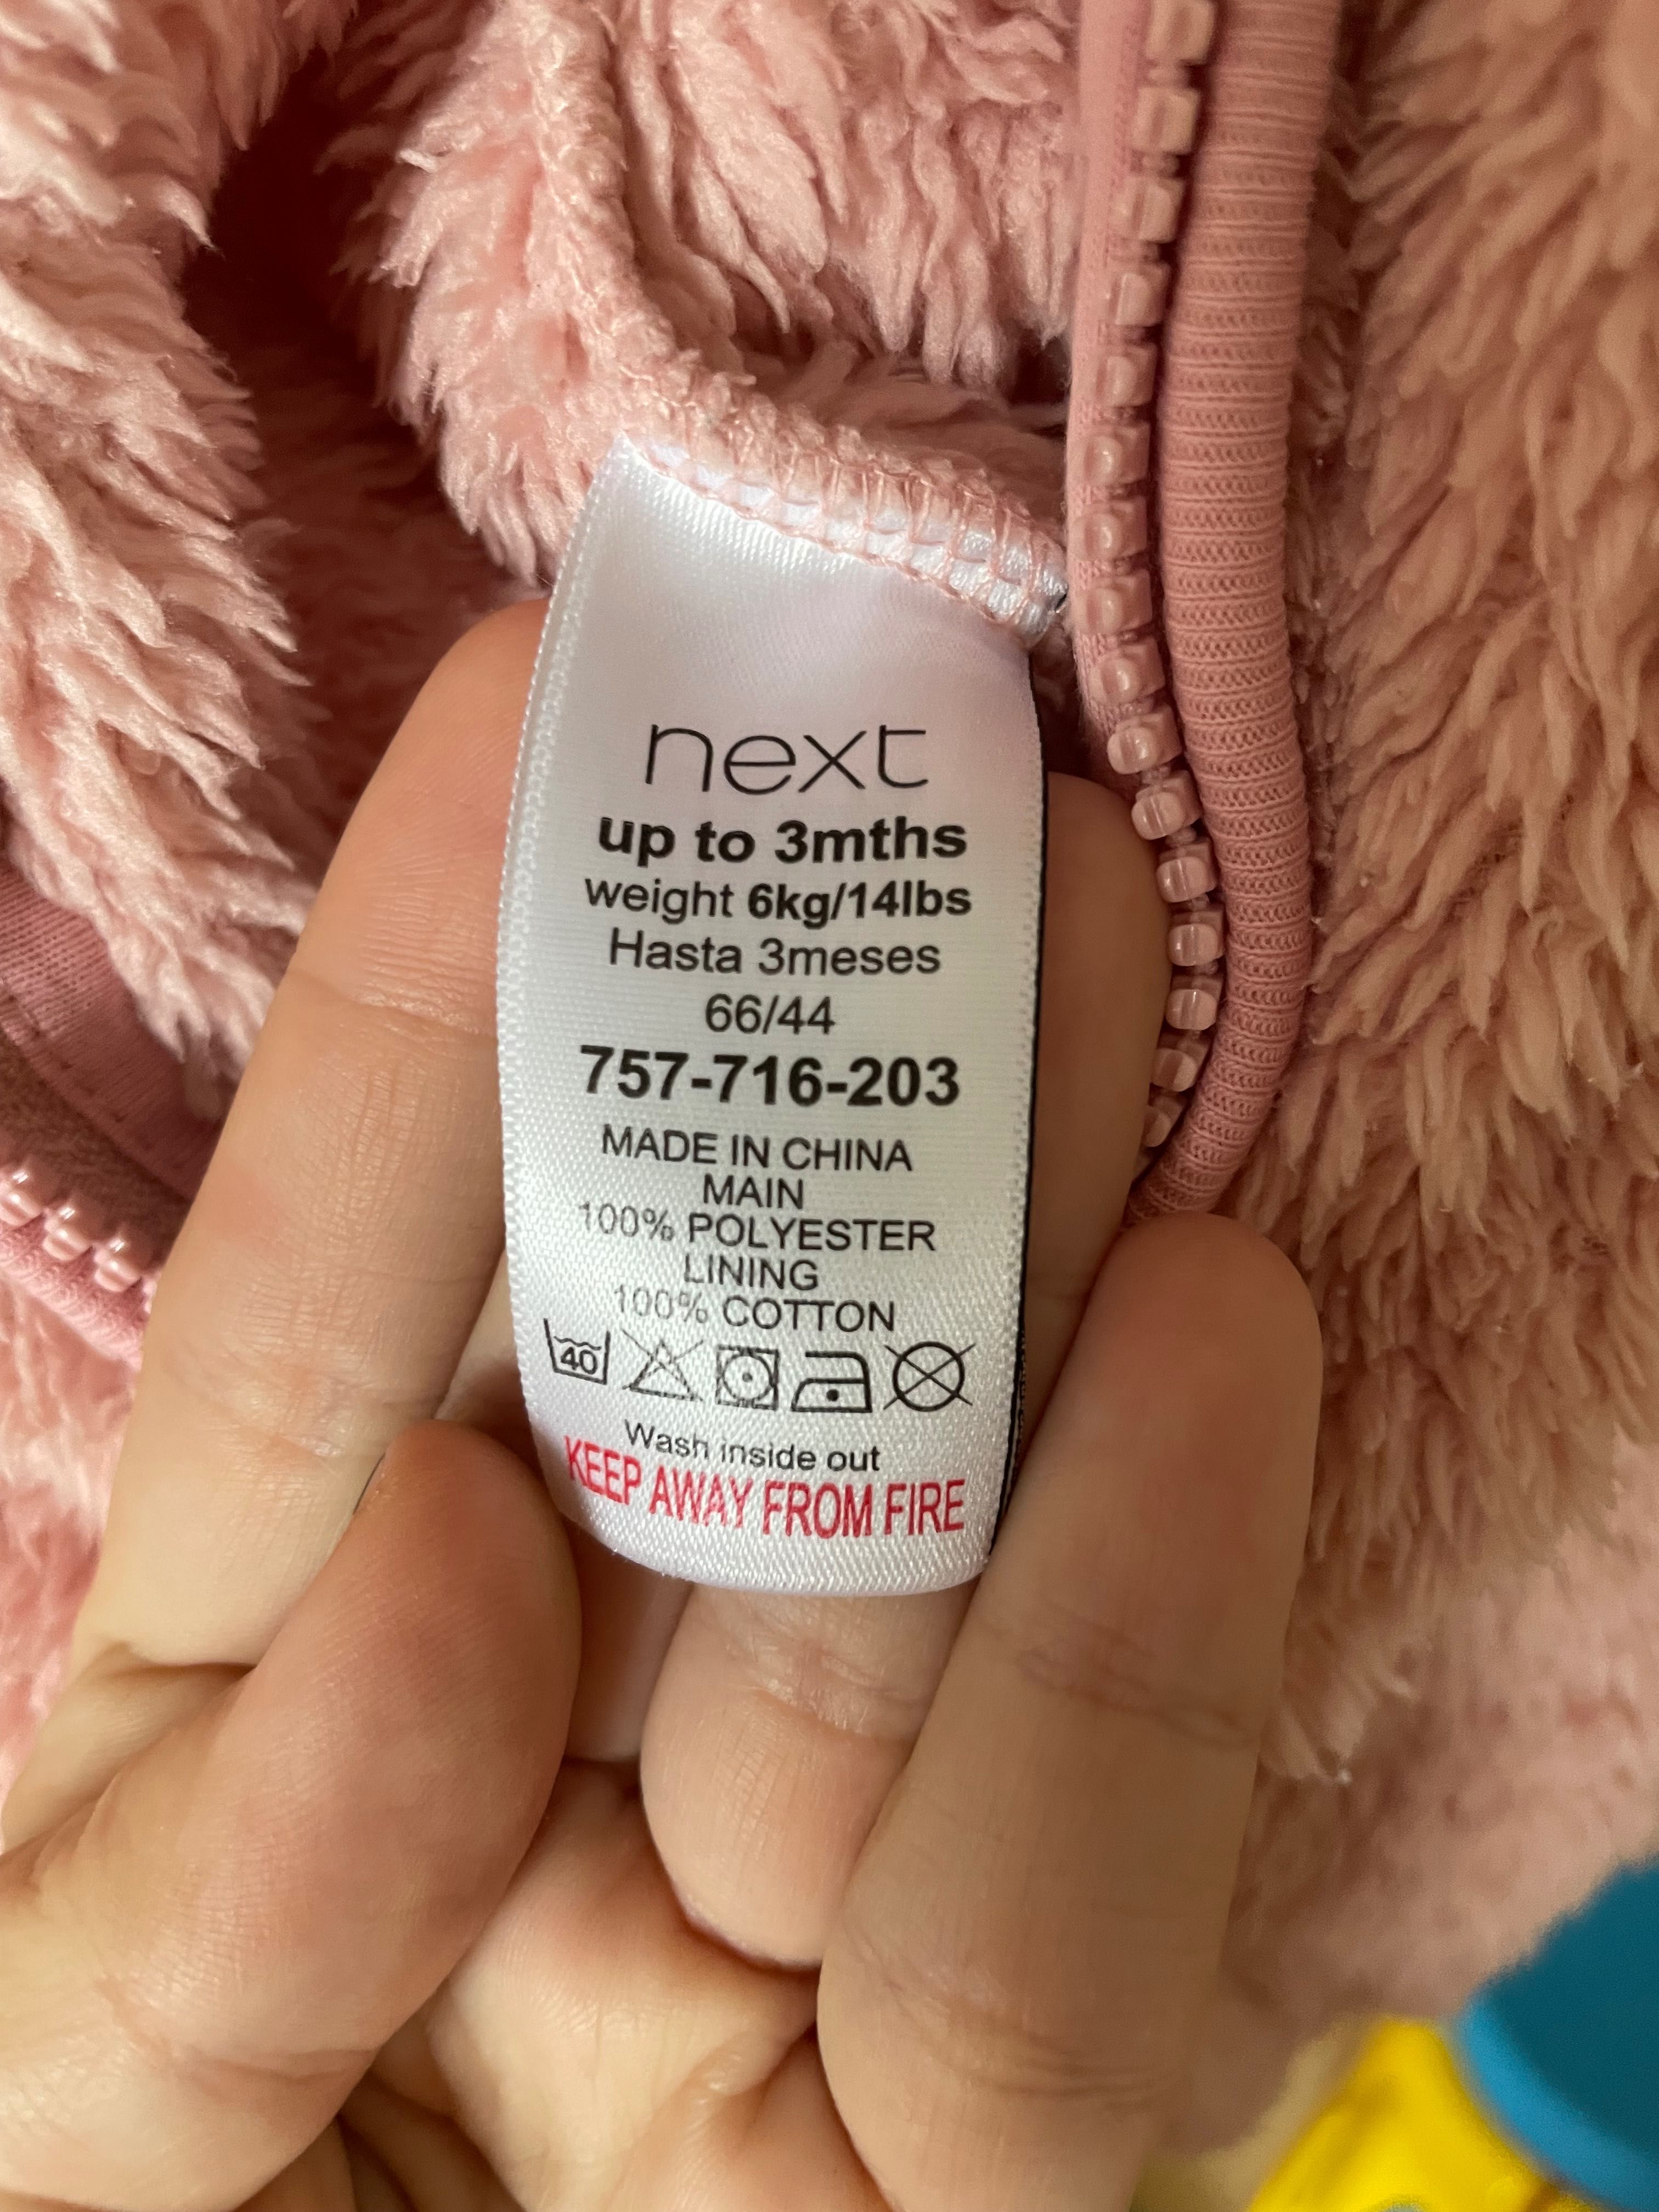 next
up to 3mths
weight 6kg/14lbs
Hasta 3meses
66/44
757-716-203
MADE IN CHINA
MAIN
100% POLYESTER
LINING
100% COTTON
40
Wash inside out
KEEP AWAY FROM FIRE